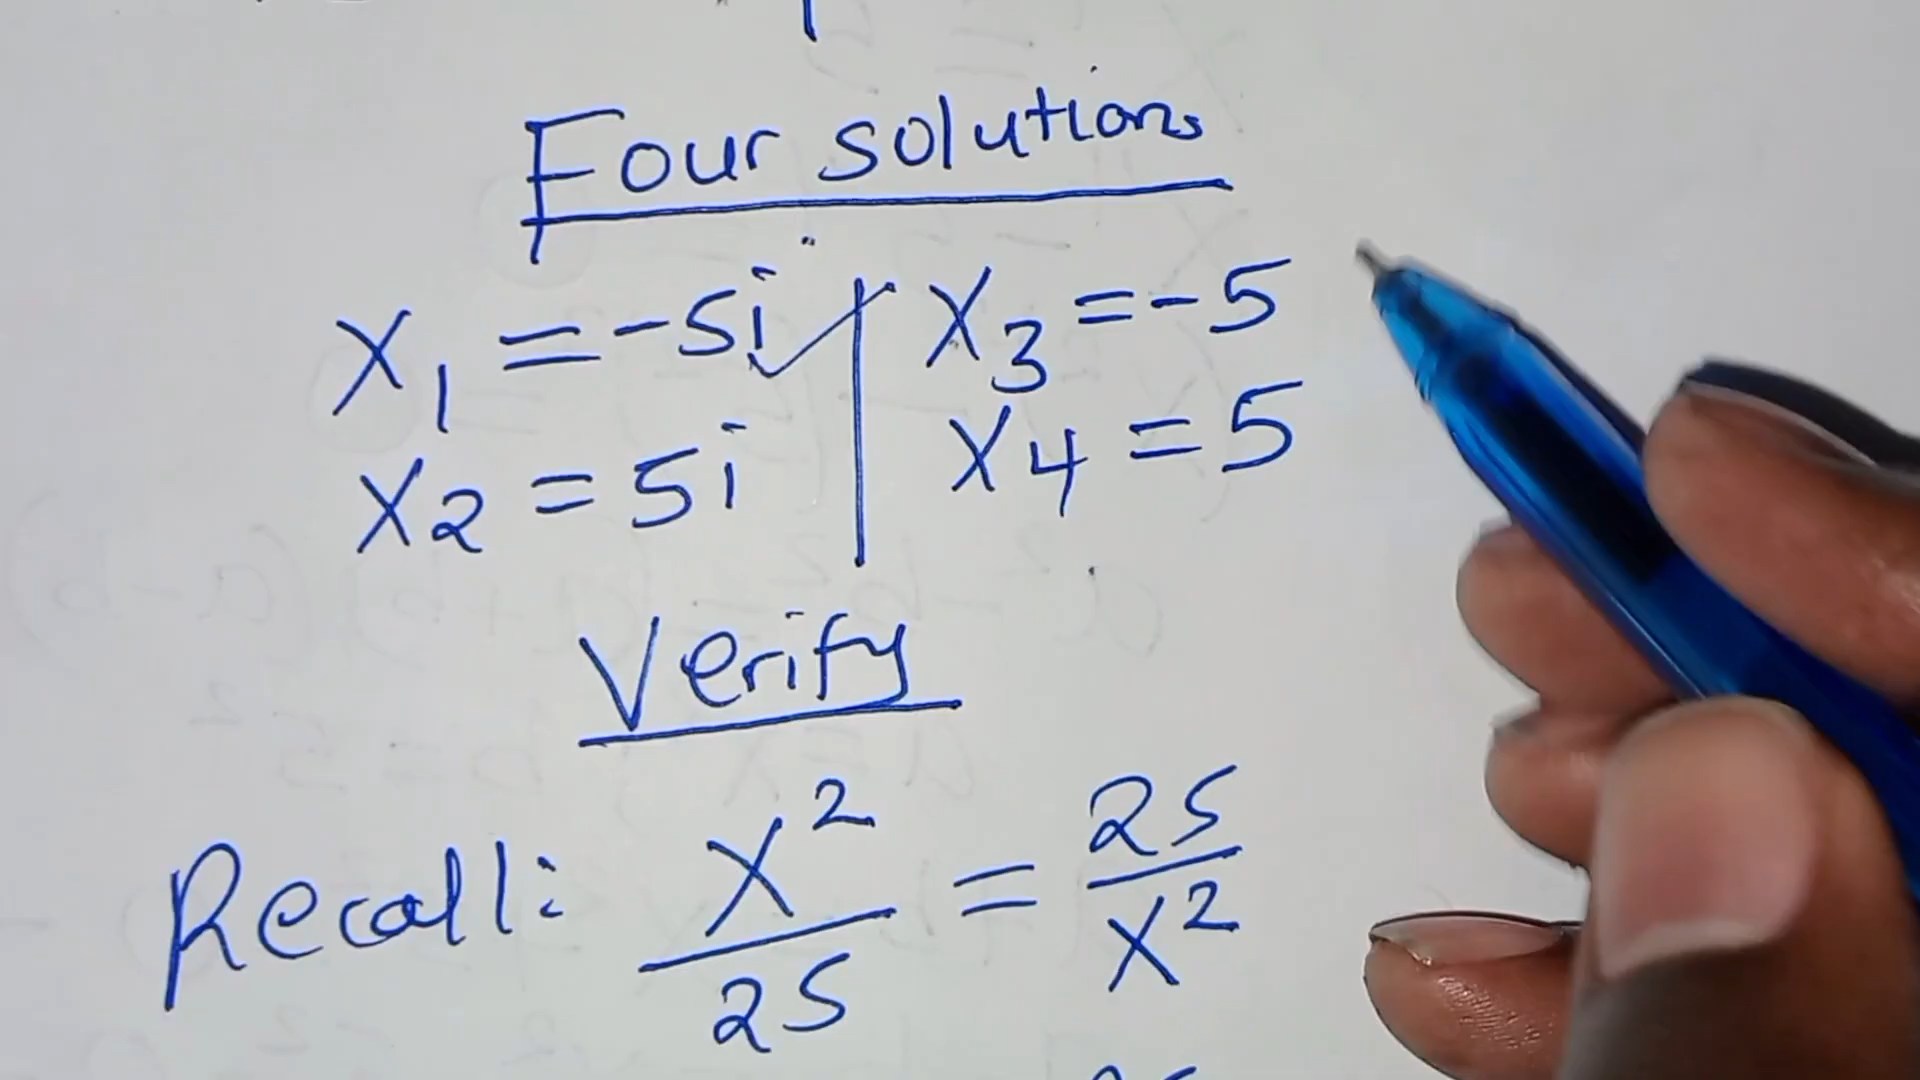 Four solutions
x₁ = -5i ✓ | x₃ = -5
x₂ = 5i | x₄ = 5
Verify
Recall: x²/25 = 25/x²